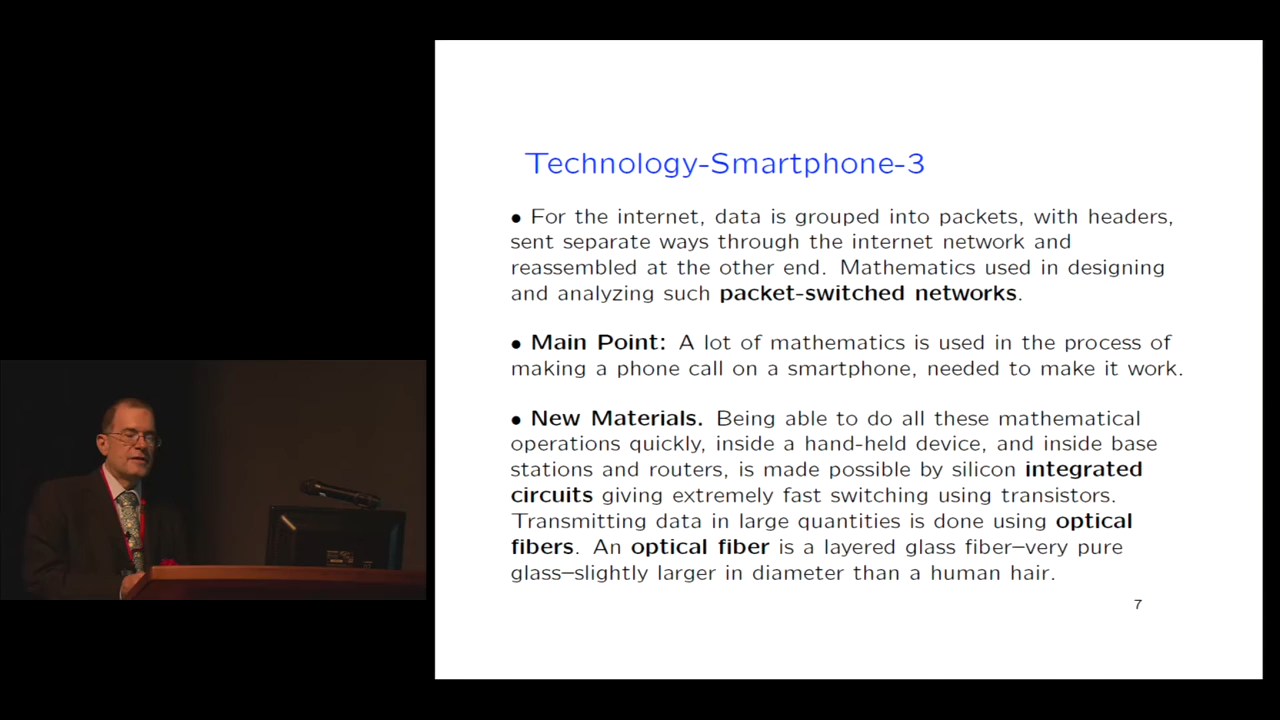 Technology-Smartphone-3
• For the internet, data is grouped into packets, with headers,
sent separate ways through the internet network and
reassembled at the other end. Mathematics used in designing
and analyzing such packet-switched networks.
• Main Point: A lot of mathematics is used in the process of
making a phone call on a smartphone, needed to make it work.
• New Materials. Being able to do all these mathematical
operations quickly, inside a hand-held device, and inside base
stations and routers, is made possible by silicon integrated
circuits giving extremely fast switching using transistors.
Transmitting data in large quantities is done using optical
fibers. An optical fiber is a layered glass fiber–very pure
glass–slightly larger in diameter than a human hair.
7